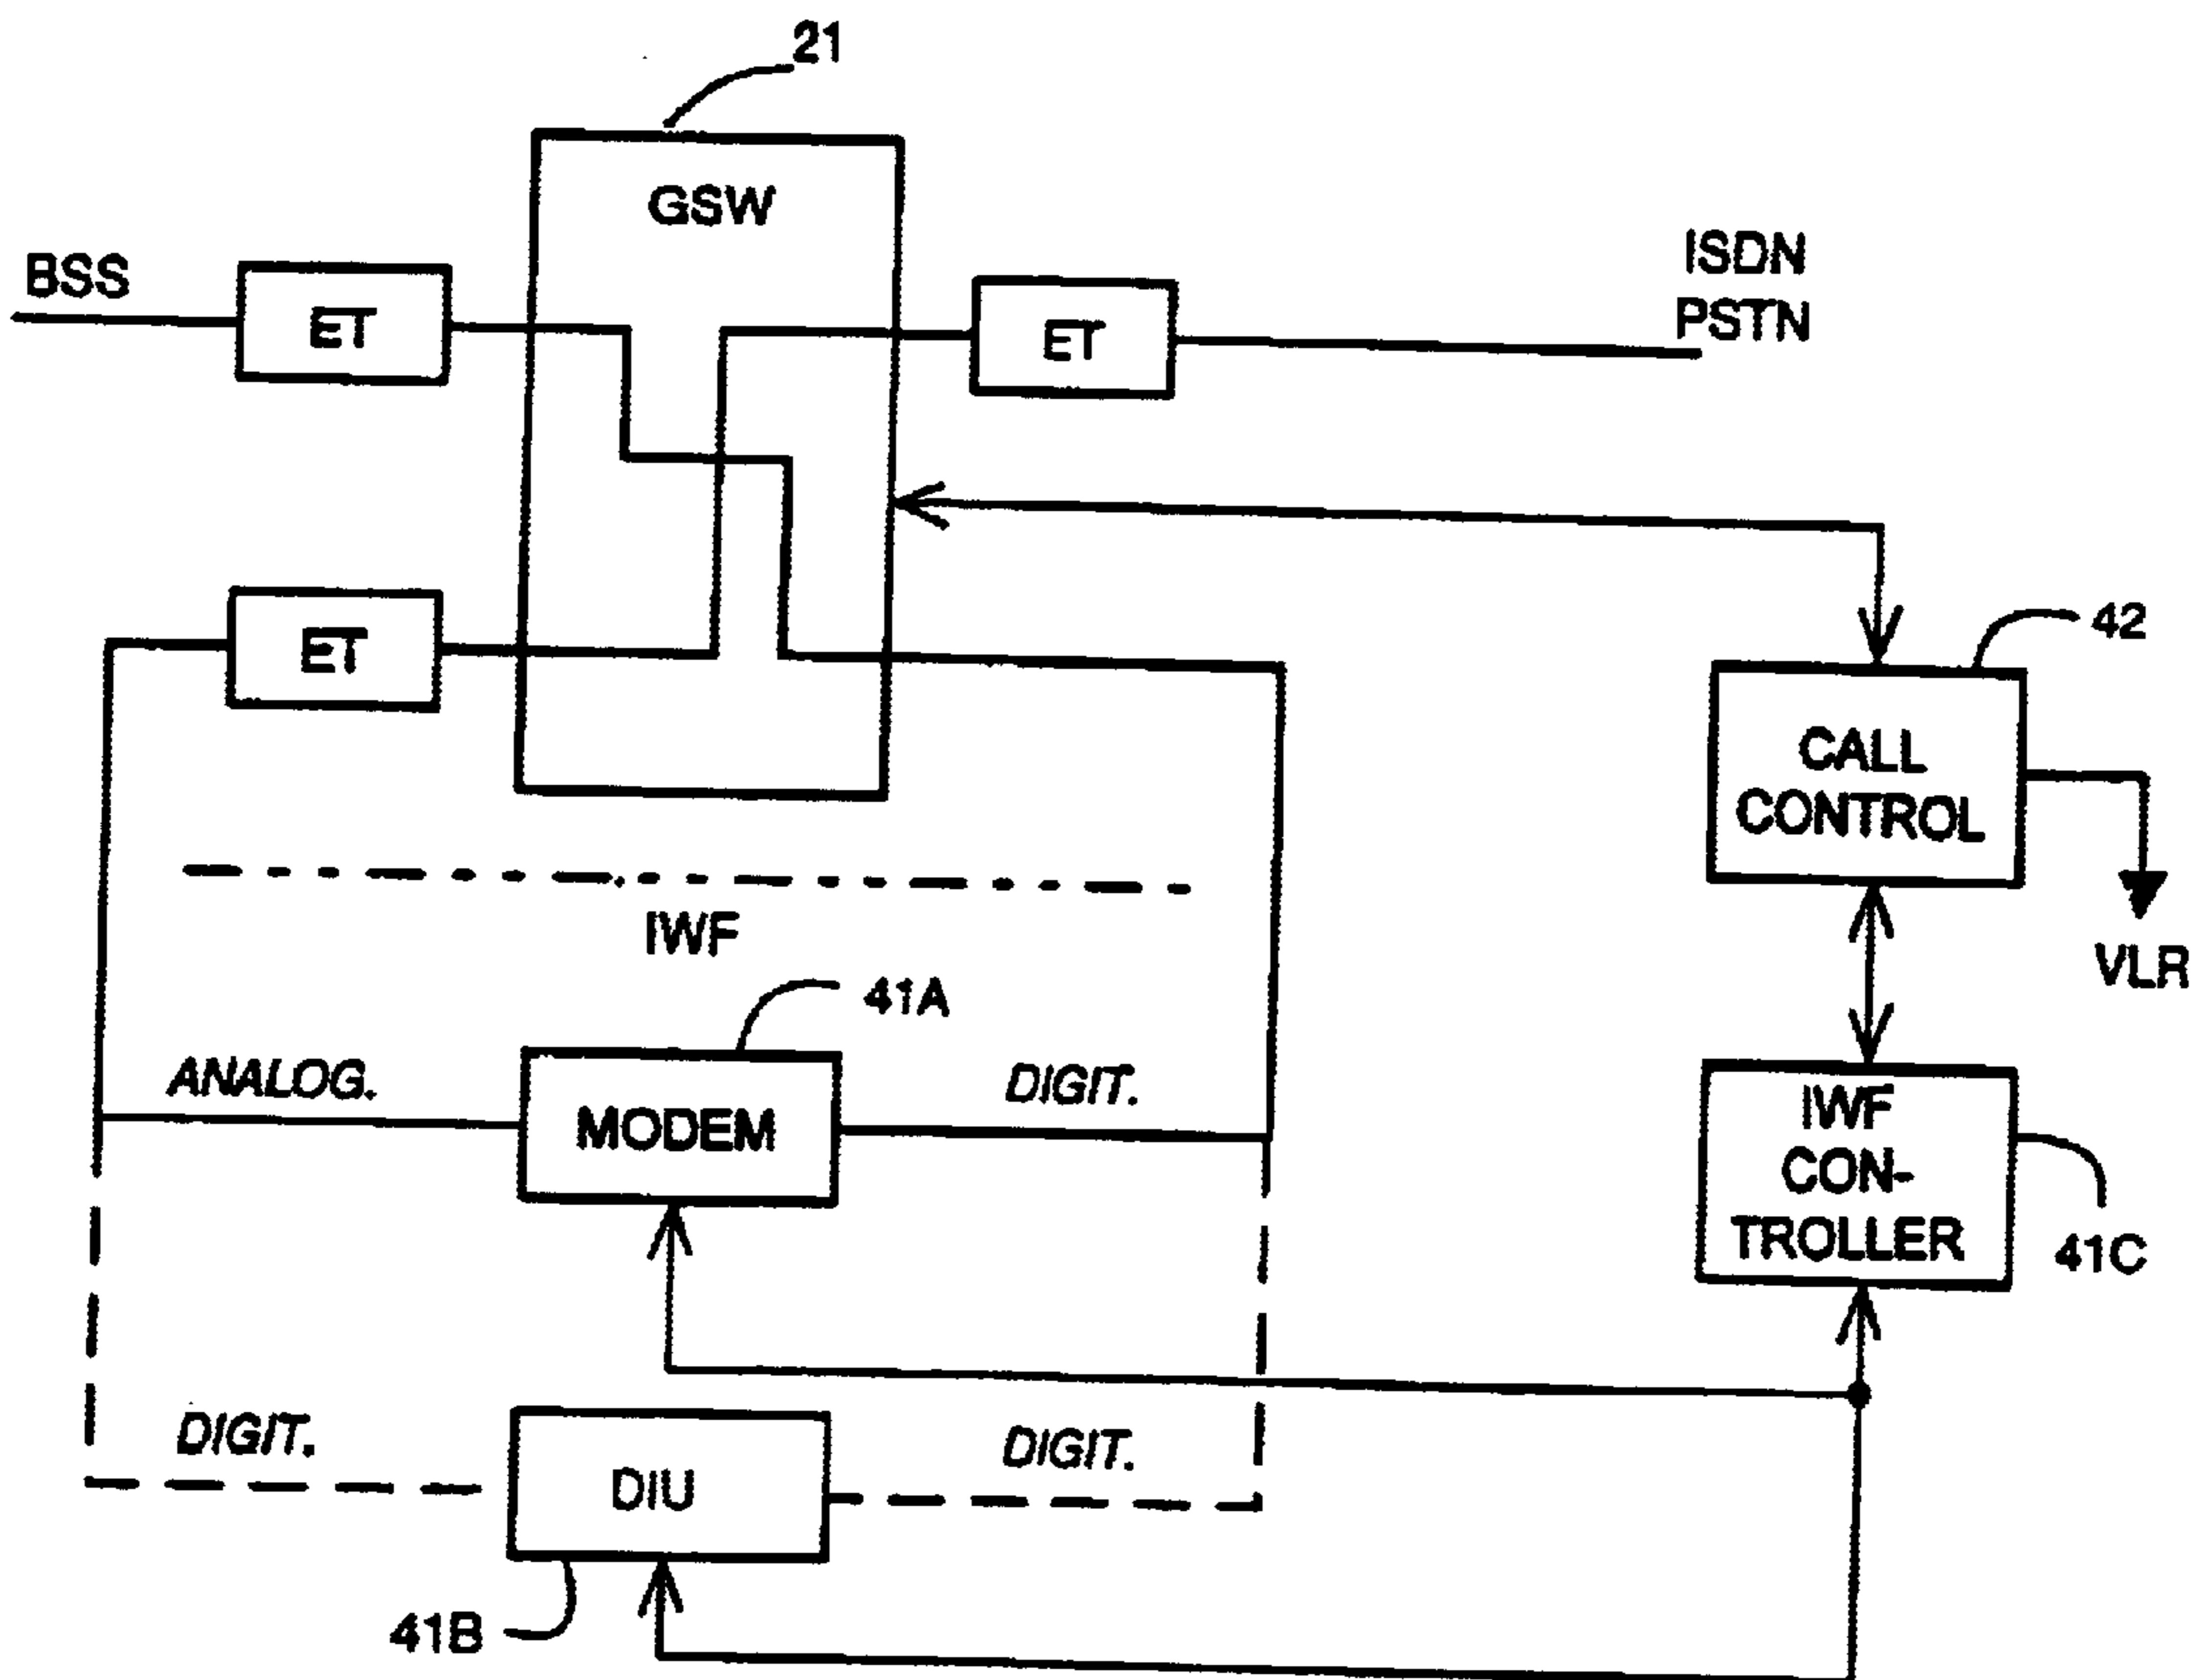 21
GSW
BSS
ET
ET
ISDN
PSTN
ET
42
CALL
CONTROL
IWF
41A
VLR
ANALOG.
MODEM
DIGIT.
IWF
CON-
TROLLER
41C
DIGIT.
DIU
DIGIT.
41B